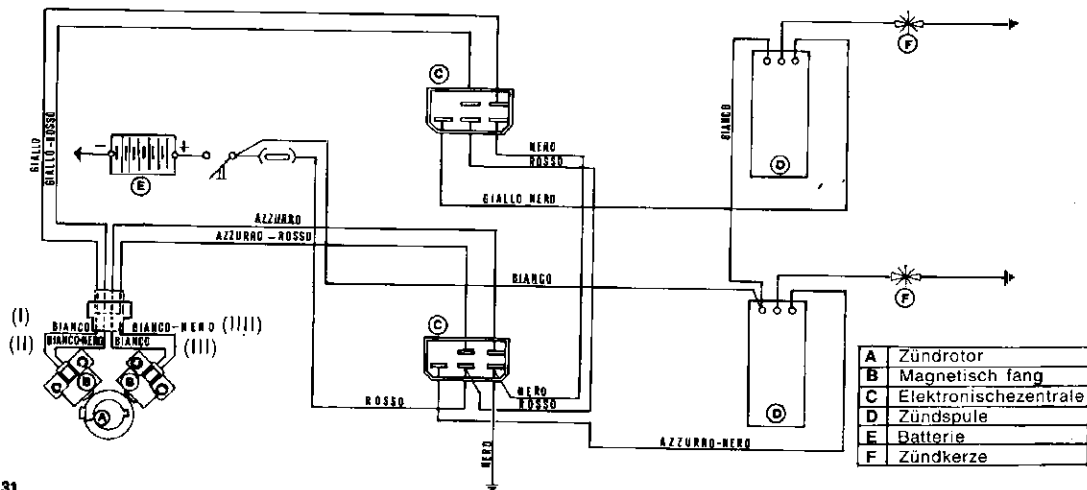 C
F
GIALLO
GIALLO-ROSSO
BIANCO
NERO
ROSSO
D
E
GIALLO NERO
AZZURRO
AZZURRO - ROSSO
BIANCO
F
(I)
BIANCO
BIANCO-NERO
(IIII)
(II)
BIANCO-NERO
BIANCO
(III)
C
B
B
A
NERO
ROSSO
ROSSO
D
AZZURRO-NERO
NERO
A Zündrotor
B Magnetisch fang
C Elektronischezentrale
D Zündspule
E Batterie
F Zündkerze
31